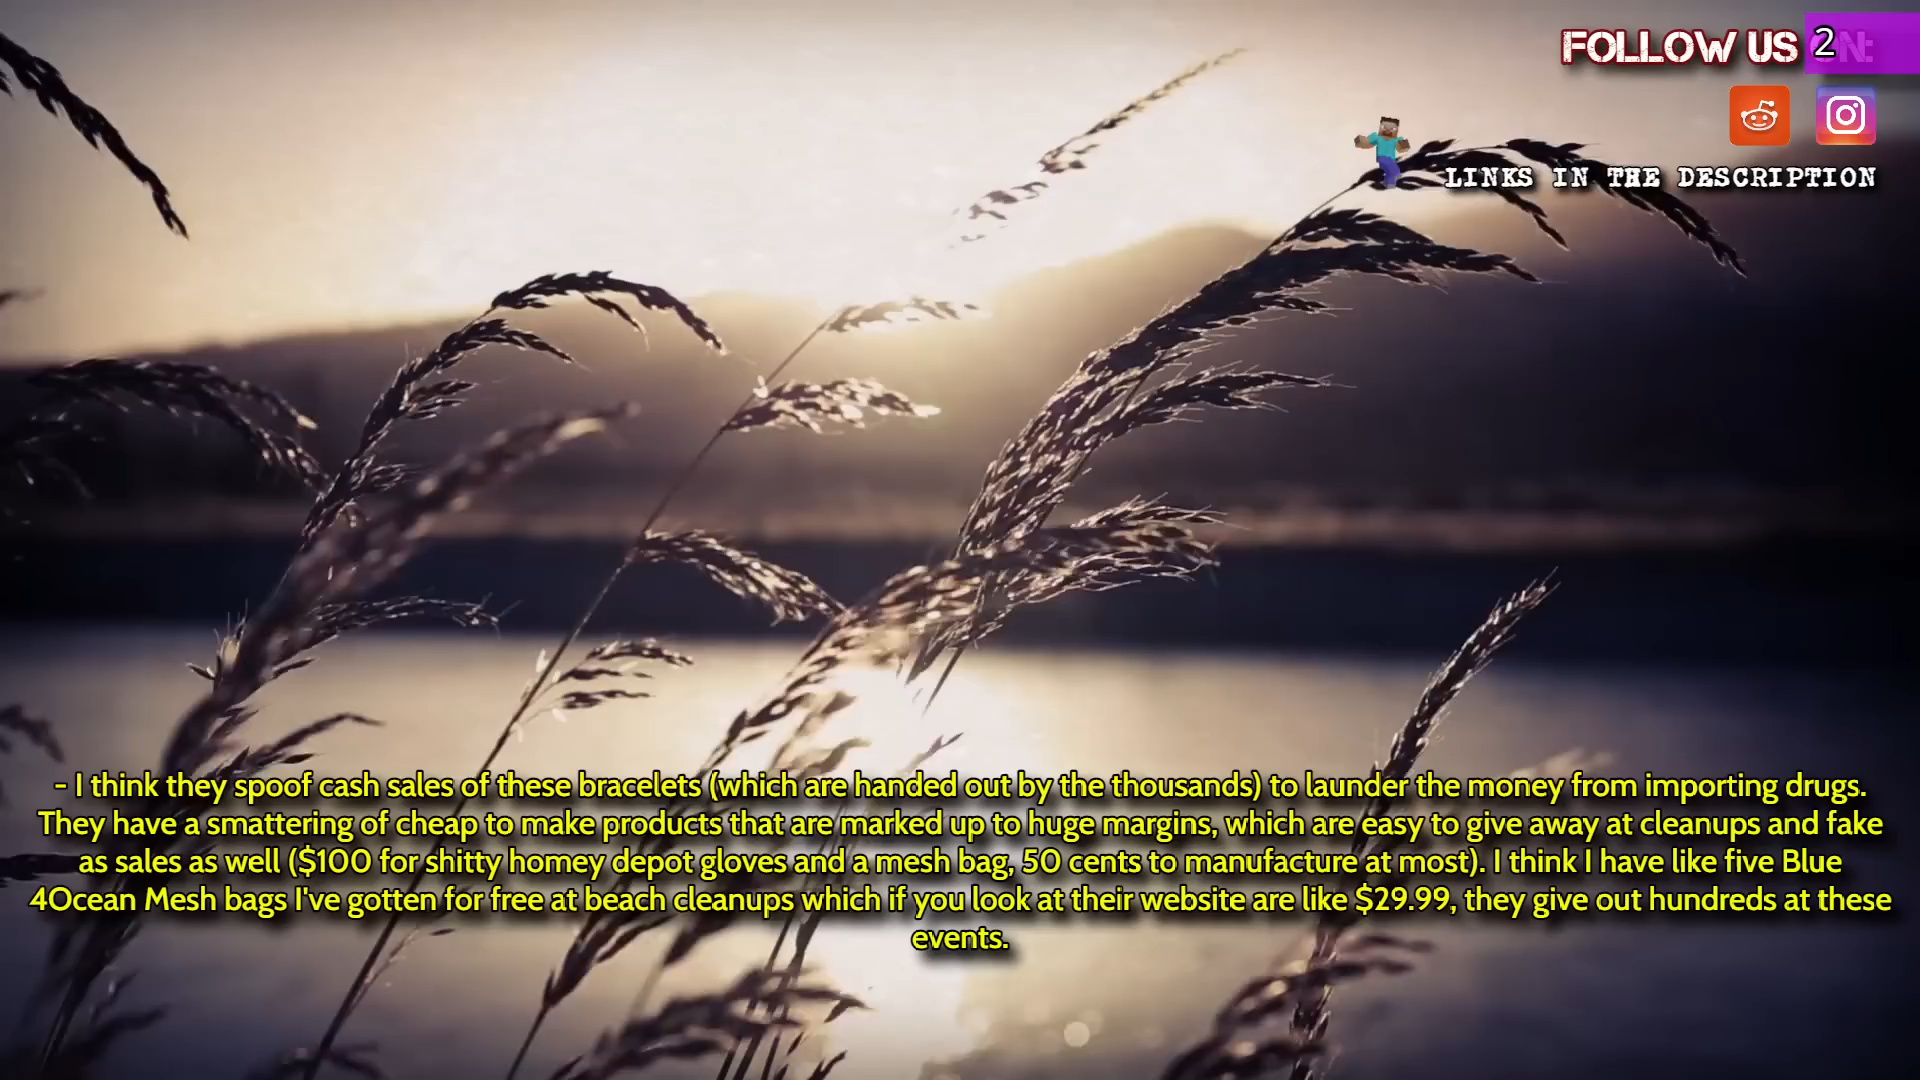 FOLLOW US ON:
2
LINKS IN THE DESCRIPTION
- I think they spoof cash sales of these bracelets (which are handed out by the thousands) to launder the money from importing drugs.
They have a smattering of cheap to make products that are marked up to huge margins, which are easy to give away at cleanups and fake
as sales as well ($100 for shitty homey depot gloves and a mesh bag, 50 cents to manufacture at most). I think I have like five Blue
4Ocean Mesh bags I've gotten for free at beach cleanups which if you look at their website are like $29.99, they give out hundreds at these
events.